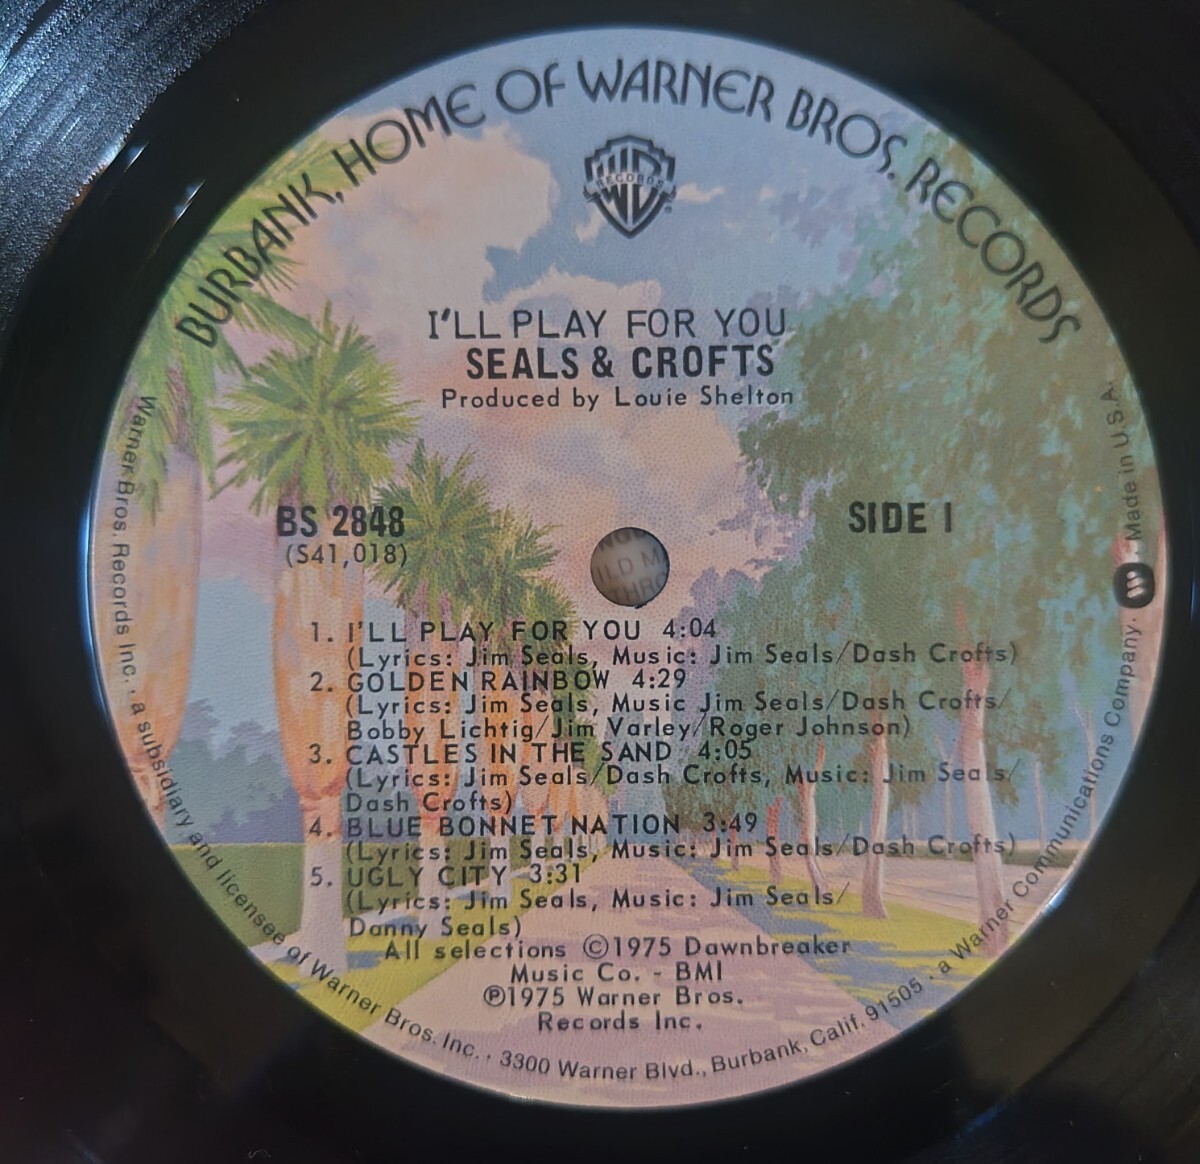 BURBANK, HOME OF WARNER BROS. RECORDS
WB
RECORDS
®
I'LL PLAY FOR YOU
SEALS & CROFTS
Produced by Louie Shelton
BS 2848
(S41,018)
SIDE 1
1. I'LL PLAY FOR YOU 4:04
(Lyrics: Jim Seals, Music: Jim Seals/Dash Crofts)
2. GOLDEN RAINBOW 4:29
(Lyrics: Jim Seals, Music Jim Seals/Dash Crofts/
Bobby Lichtig/Jim Varley/Roger Johnson)
3. CASTLES IN THE SAND 4:05
(Lyrics: Jim Seals/Dash Crofts, Music: Jim Seals/
Dash Crofts)
4. BLUE BONNET NATION 3:49
(Lyrics: Jim Seals, Music: Jim Seals/Dash Crofts)
5. UGLY CITY 3:31
(Lyrics: Jim Seals, Music: Jim Seals/
Danny Seals)
All selections ©1975 Dawnbreaker
Music Co. - BMI
℗1975 Warner Bros.
Records Inc.
Warner Bros. Records Inc. · a subsidiary and licensee of Warner Bros. Inc. · 3300 Warner Blvd., Burbank, Calif. 91505 · a Warner Communications Company. · Made in U.S.A.